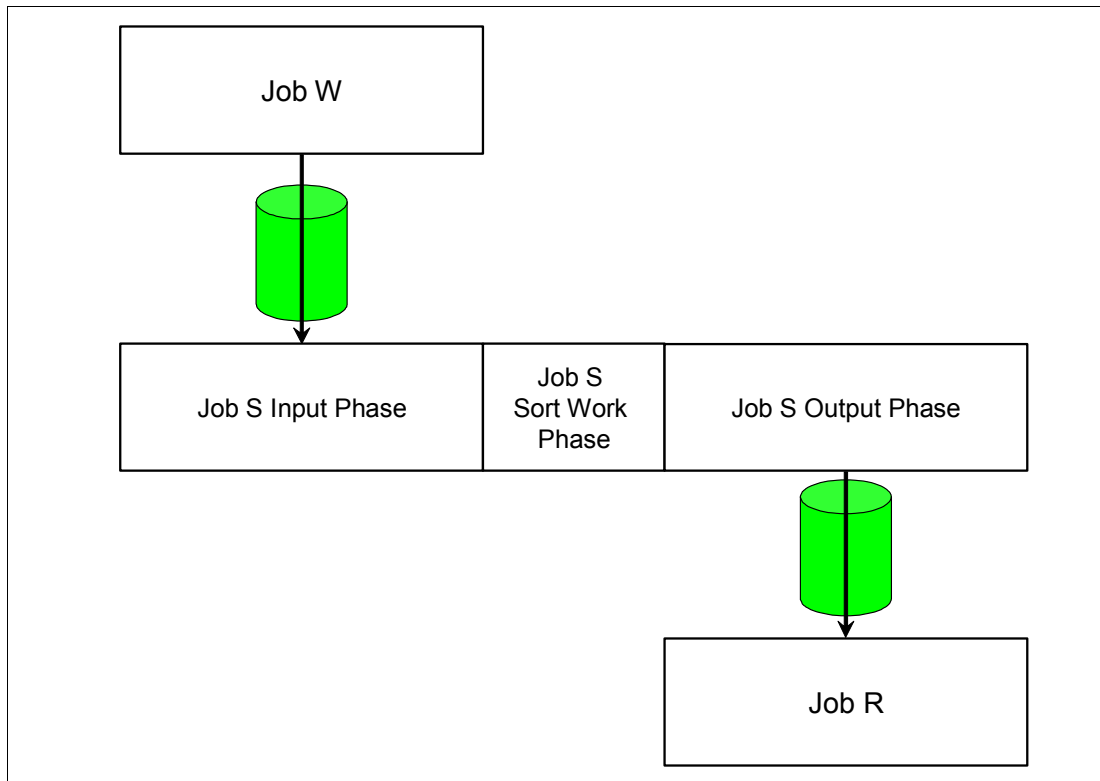 Job W
Job S Input Phase
Job S
Sort Work
Phase
Job S Output Phase
Job R